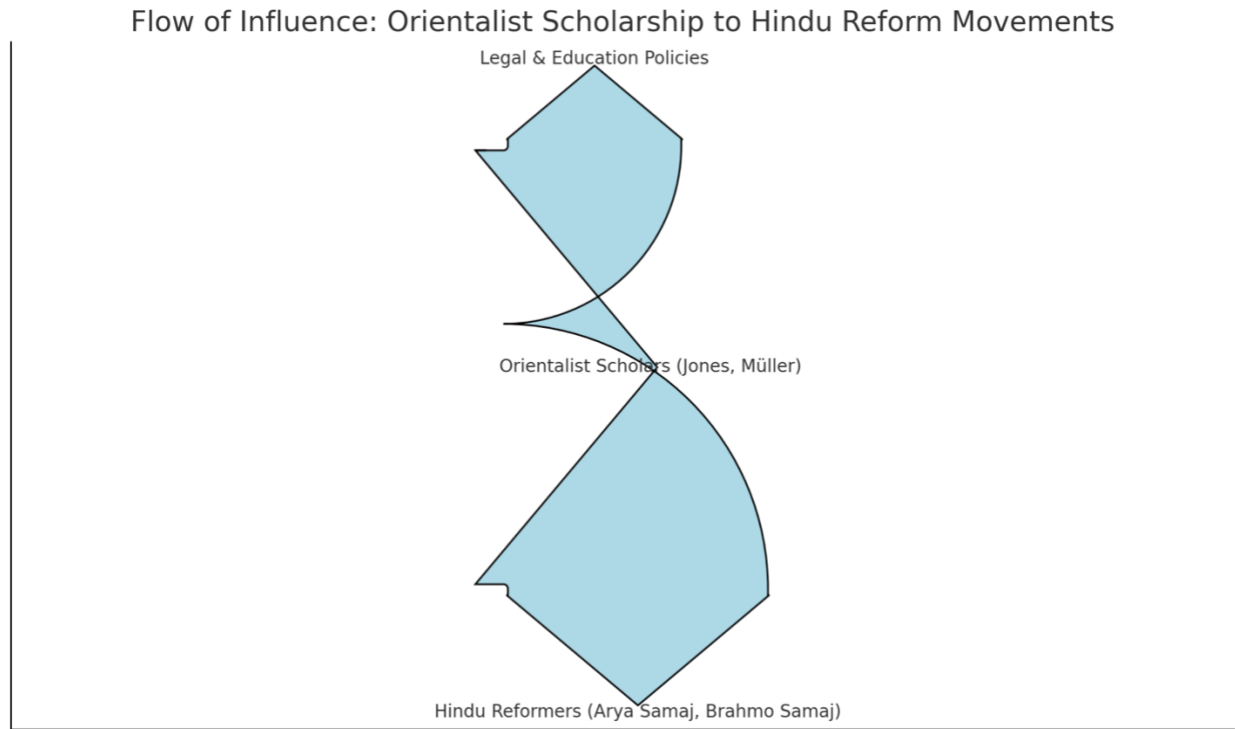 Flow of Influence: Orientalist Scholarship to Hindu Reform Movements
Legal & Education Policies
Orientalist Scholars (Jones, Müller)
Hindu Reformers (Arya Samaj, Brahmo Samaj)